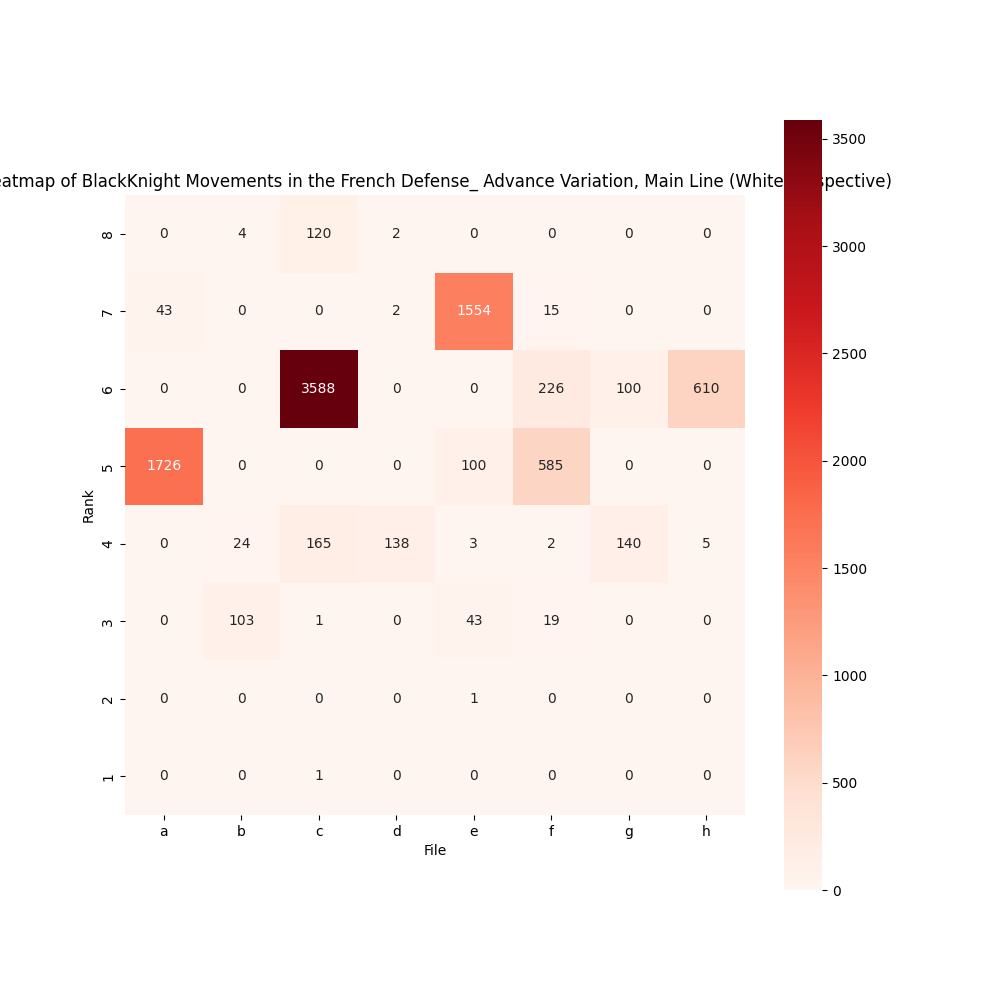 eatmap of BlackKnight Movements in the French Defense_ Advance Variation, Main Line (White spective)
8 0 4 120 2 0 0 0 0
7 43 0 0 2 1554 15 0 0
6 0 0 3588 0 0 226 100 610
5 1726 0 0 0 100 585 0 0
4 0 24 165 138 3 2 140 5
3 0 103 1 0 43 19 0 0
2 0 0 0 0 1 0 0 0
1 0 0 1 0 0 0 0 0
a b c d e f g h
File
Rank
3500
3000
2500
2000
1500
1000
500
0